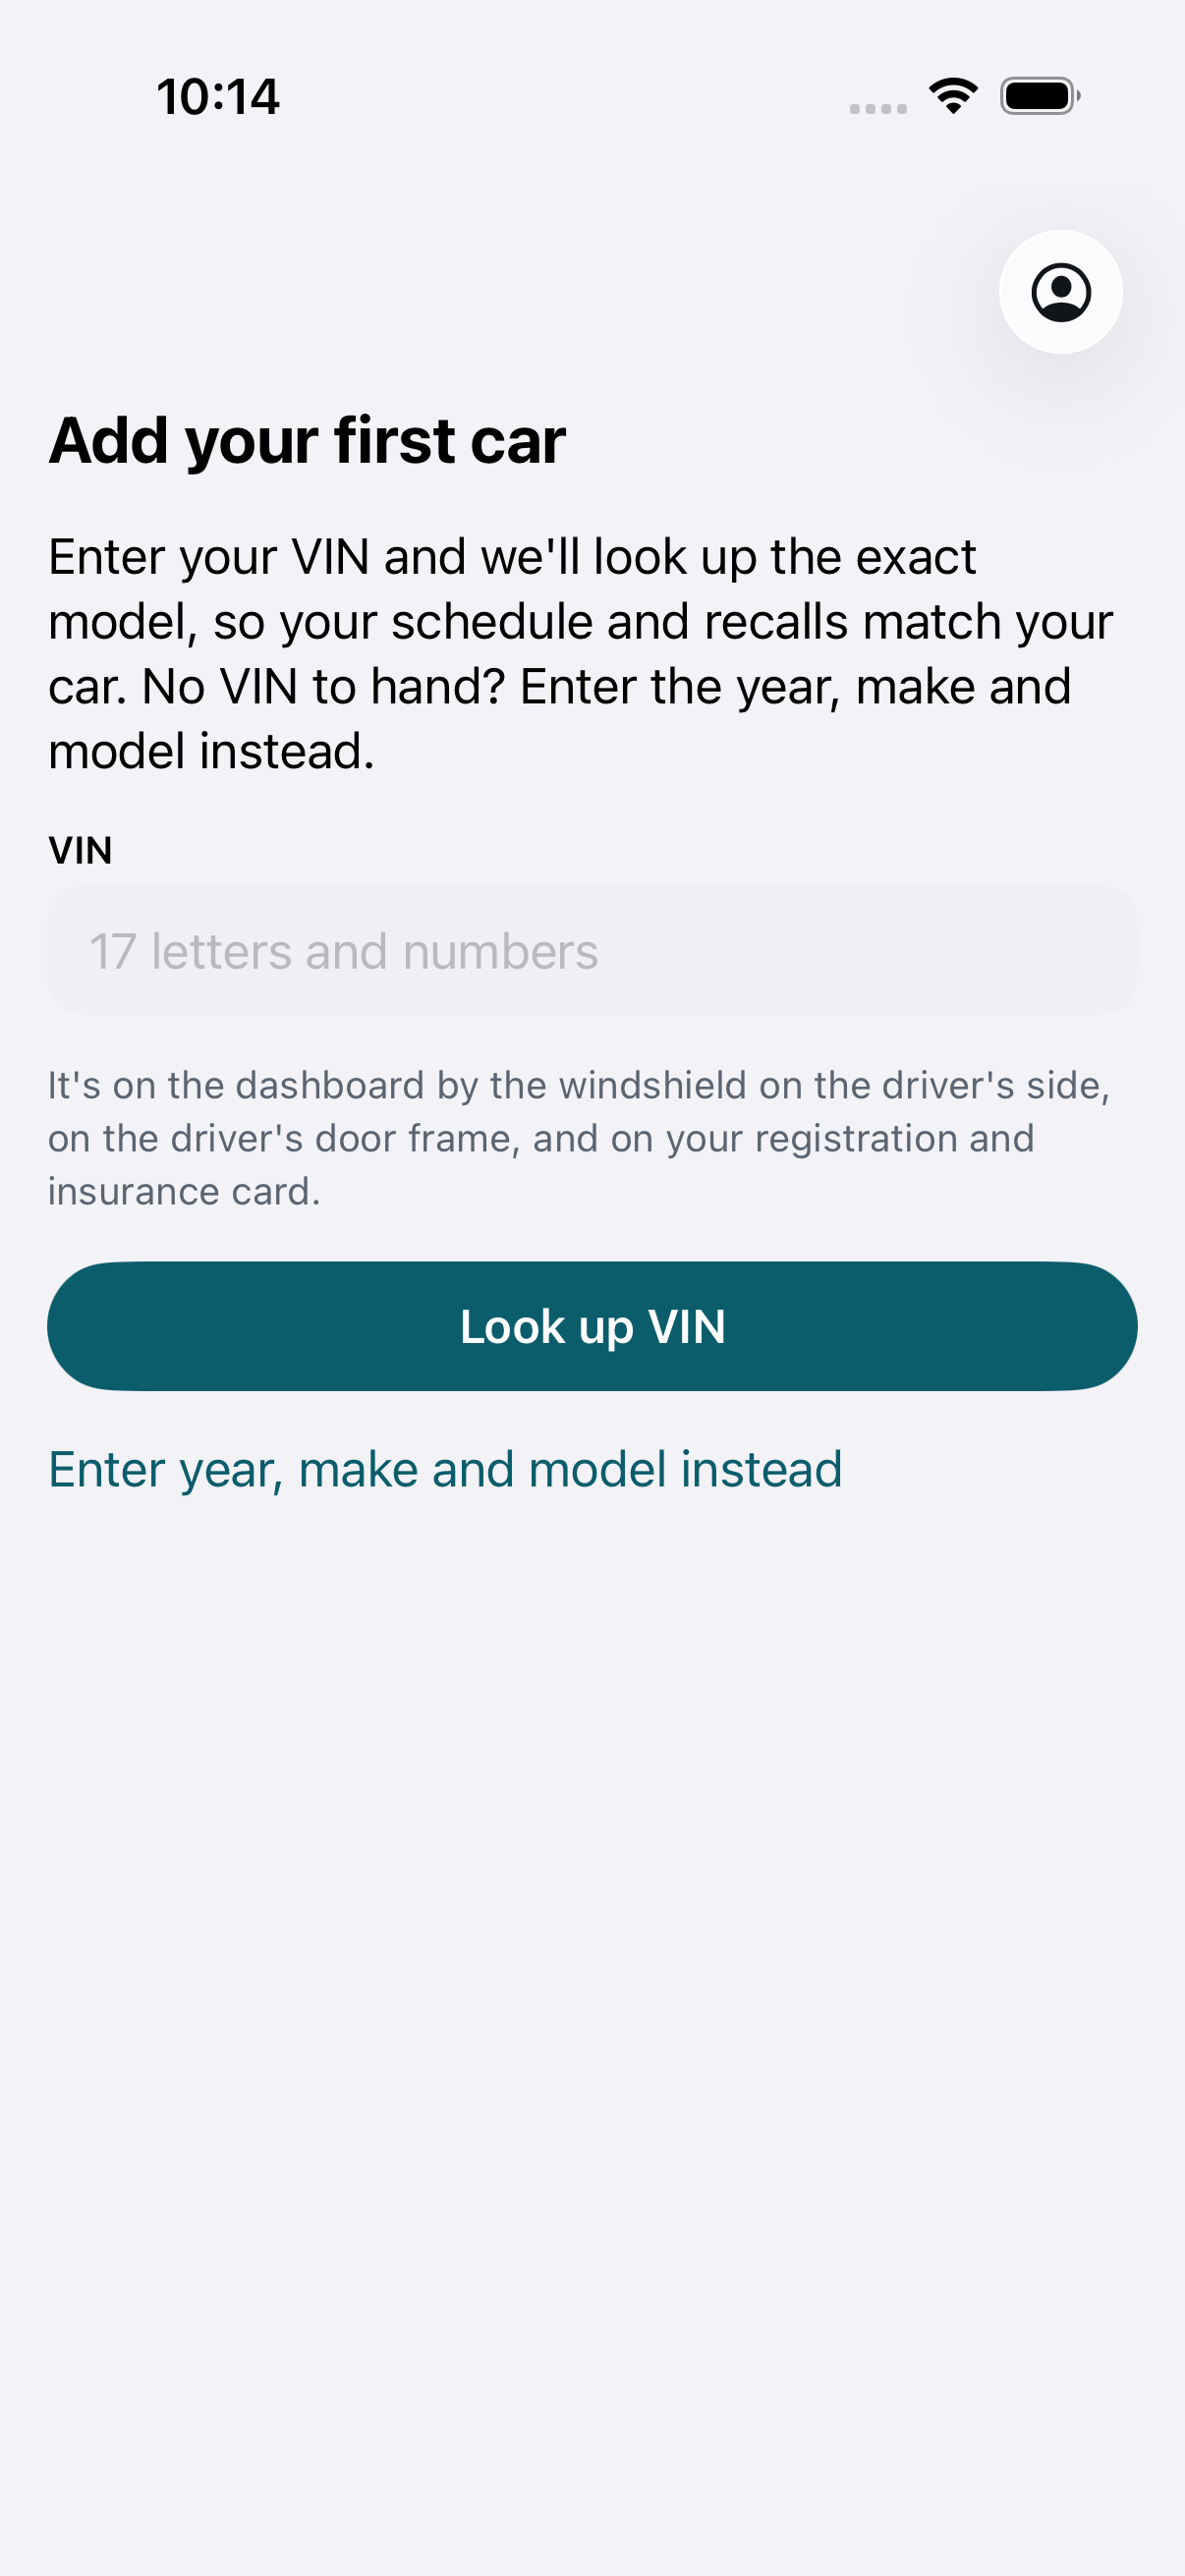 10:14
Add your first car
Enter your VIN and we'll look up the exact
model, so your schedule and recalls match your
car. No VIN to hand? Enter the year, make and
model instead.
VIN
17 letters and numbers
It's on the dashboard by the windshield on the driver's side,
on the driver's door frame, and on your registration and
insurance card.
Look up VIN
Enter year, make and model instead